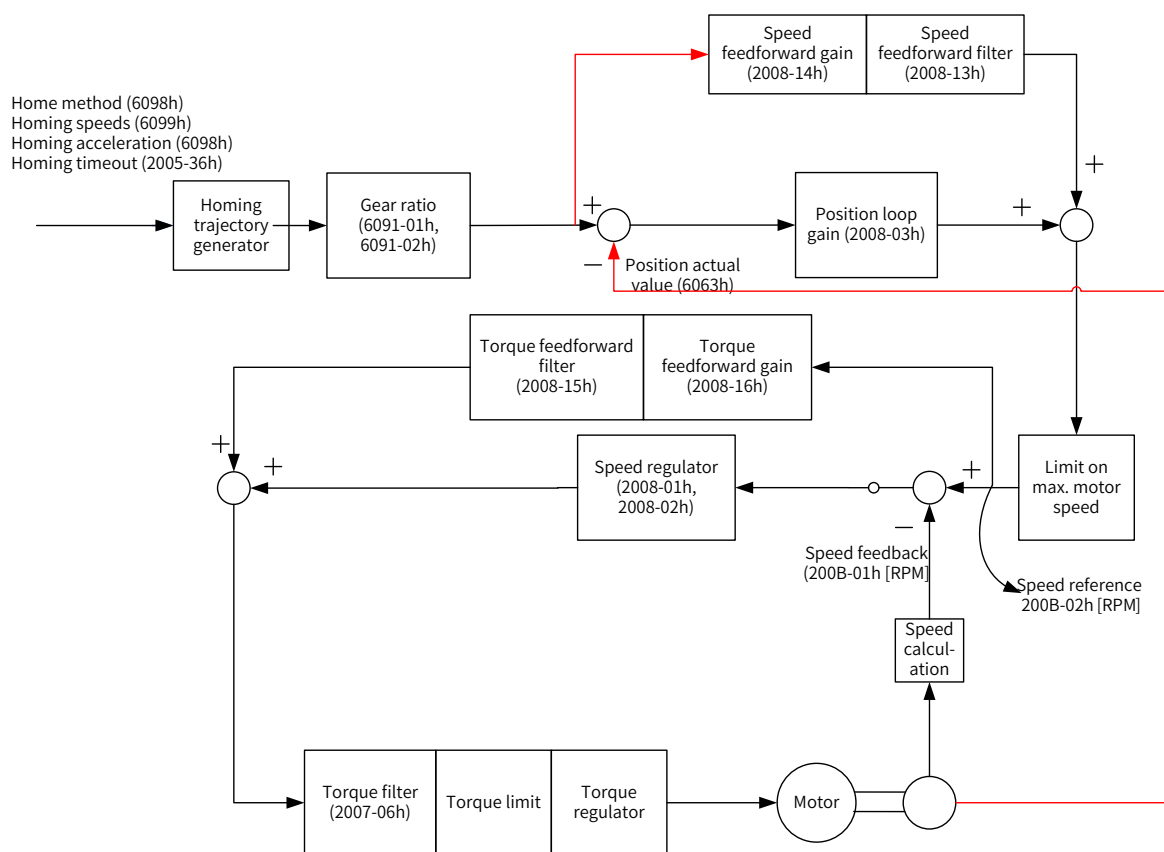 Speed
feedforward gain
(2008-14h)
Speed
feedforward filter
(2008-13h)
Home method (6098h)
Homing speeds (6099h)
Homing acceleration (6098h)
Homing timeout (2005-36h)
Homing
trajectory
generator
Gear ratio
(6091-01h,
6091-02h)
+
−
Position actual
value (6063h)
Position loop
gain (2008-03h)
+
+
Torque feedforward
filter
(2008-15h)
Torque
feedforward gain
(2008-16h)
+
+
Speed regulator
(2008-01h,
2008-02h)
+
−
Limit on
max. motor
speed
Speed feedback
(200B-01h [RPM]
Speed reference
200B-02h [RPM]
Speed
calcul-
ation
Torque filter
(2007-06h)
Torque limit
Torque
regulator
Motor